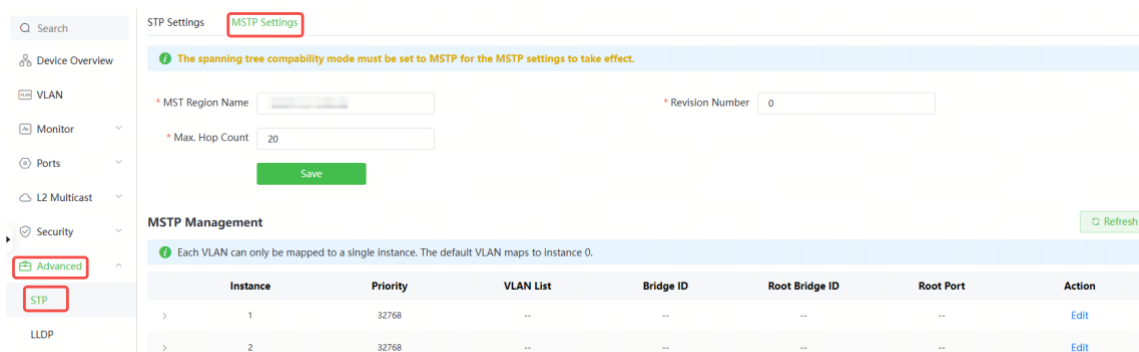 Search
Device Overview
VLAN
Monitor
Ports
L2 Multicast
Security
Advanced
STP
LLDP
STP Settings MSTP Settings
The spanning tree compability mode must be set to MSTP for the MSTP settings to take effect.
* MST Region Name * Revision Number 0
* Max. Hop Count 20
Save
MSTP Management Refresh
Each VLAN can only be mapped to a single instance. The default VLAN maps to instance 0.
Instance Priority VLAN List Bridge ID Root Bridge ID Root Port Action
1 32768 -- -- -- -- Edit
2 32768 -- -- -- -- Edit